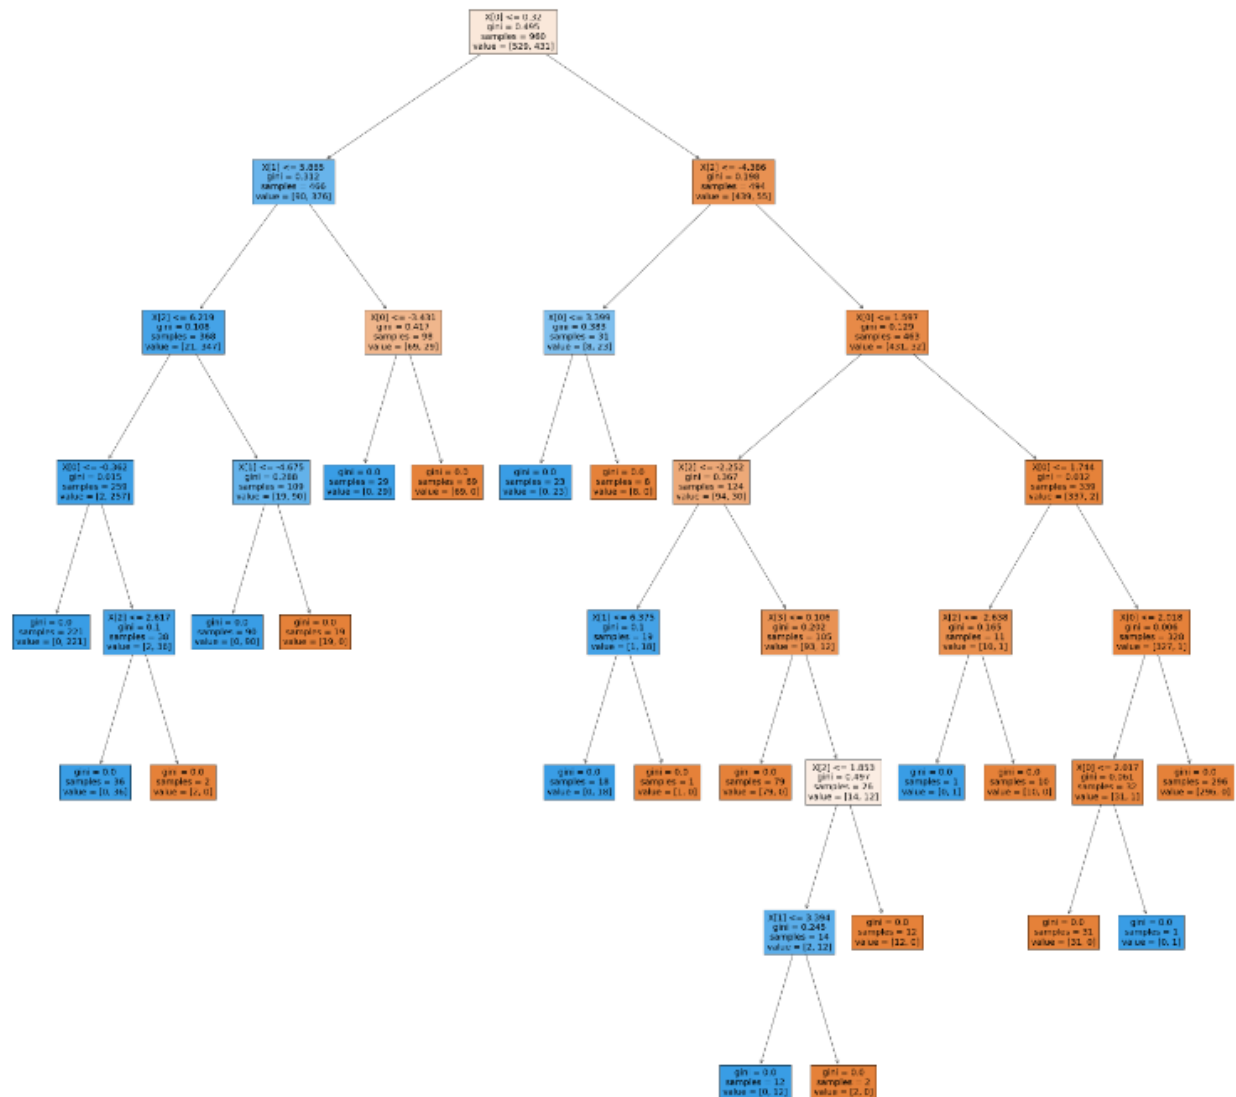 X[0] <= 0.32
gini = 0.495
samples = 960
value = [529, 431]
X[1] <= 5.885
gini = 0.312
samples = 466
value = [90, 376]
X[2] <= -4.386
gini = 0.198
samples = 494
value = [439, 55]
X[2] <= 6.219
gini = 0.108
samples = 368
value = [21, 347]
X[0] <= -3.431
gini = 0.417
samples = 98
value = [69, 29]
X[0] <= 3.399
gini = 0.383
samples = 31
value = [8, 23]
X[0] <= 1.597
gini = 0.129
samples = 463
value = [431, 32]
X[0] <= -0.362
gini = 0.015
samples = 259
value = [2, 257]
X[1] <= -4.675
gini = 0.288
samples = 109
value = [19, 90]
gini = 0.0
samples = 29
value = [0, 29]
gini = 0.0
samples = 69
value = [69, 0]
gini = 0.0
samples = 23
value = [0, 23]
gini = 0.0
samples = 8
value = [8, 0]
X[2] <= -2.252
gini = 0.367
samples = 124
value = [94, 30]
X[0] <= 1.744
gini = 0.012
samples = 339
value = [337, 2]
gini = 0.0
samples = 221
value = [0, 221]
X[2] <= 2.617
gini = 0.1
samples = 38
value = [2, 36]
gini = 0.0
samples = 90
value = [0, 90]
gini = 0.0
samples = 19
value = [19, 0]
X[1] <= 6.375
gini = 0.1
samples = 19
value = [1, 18]
X[3] <= 0.106
gini = 0.202
samples = 105
value = [93, 12]
X[2] <= -2.638
gini = 0.165
samples = 11
value = [10, 1]
X[0] <= 2.018
gini = 0.006
samples = 328
value = [327, 1]
gini = 0.0
samples = 36
value = [0, 36]
gini = 0.0
samples = 2
value = [2, 0]
gini = 0.0
samples = 18
value = [0, 18]
gini = 0.0
samples = 1
value = [1, 0]
gini = 0.0
samples = 79
value = [79, 0]
X[2] <= 1.853
gini = 0.497
samples = 26
value = [14, 12]
gini = 0.0
samples = 1
value = [0, 1]
gini = 0.0
samples = 10
value = [10, 0]
X[0] <= 2.017
gini = 0.061
samples = 32
value = [31, 1]
gini = 0.0
samples = 296
value = [296, 0]
X[1] <= 3.394
gini = 0.245
samples = 14
value = [2, 12]
gini = 0.0
samples = 12
value = [12, 0]
gini = 0.0
samples = 31
value = [31, 0]
gini = 0.0
samples = 1
value = [0, 1]
gini = 0.0
samples = 12
value = [0, 12]
gini = 0.0
samples = 2
value = [2, 0]